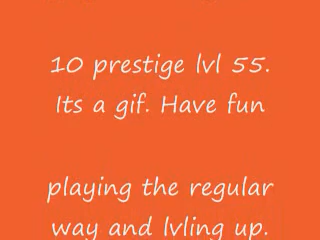 10 prestige lvl 55.
Its a gif. Have fun
playing the regular
way and lvling up.